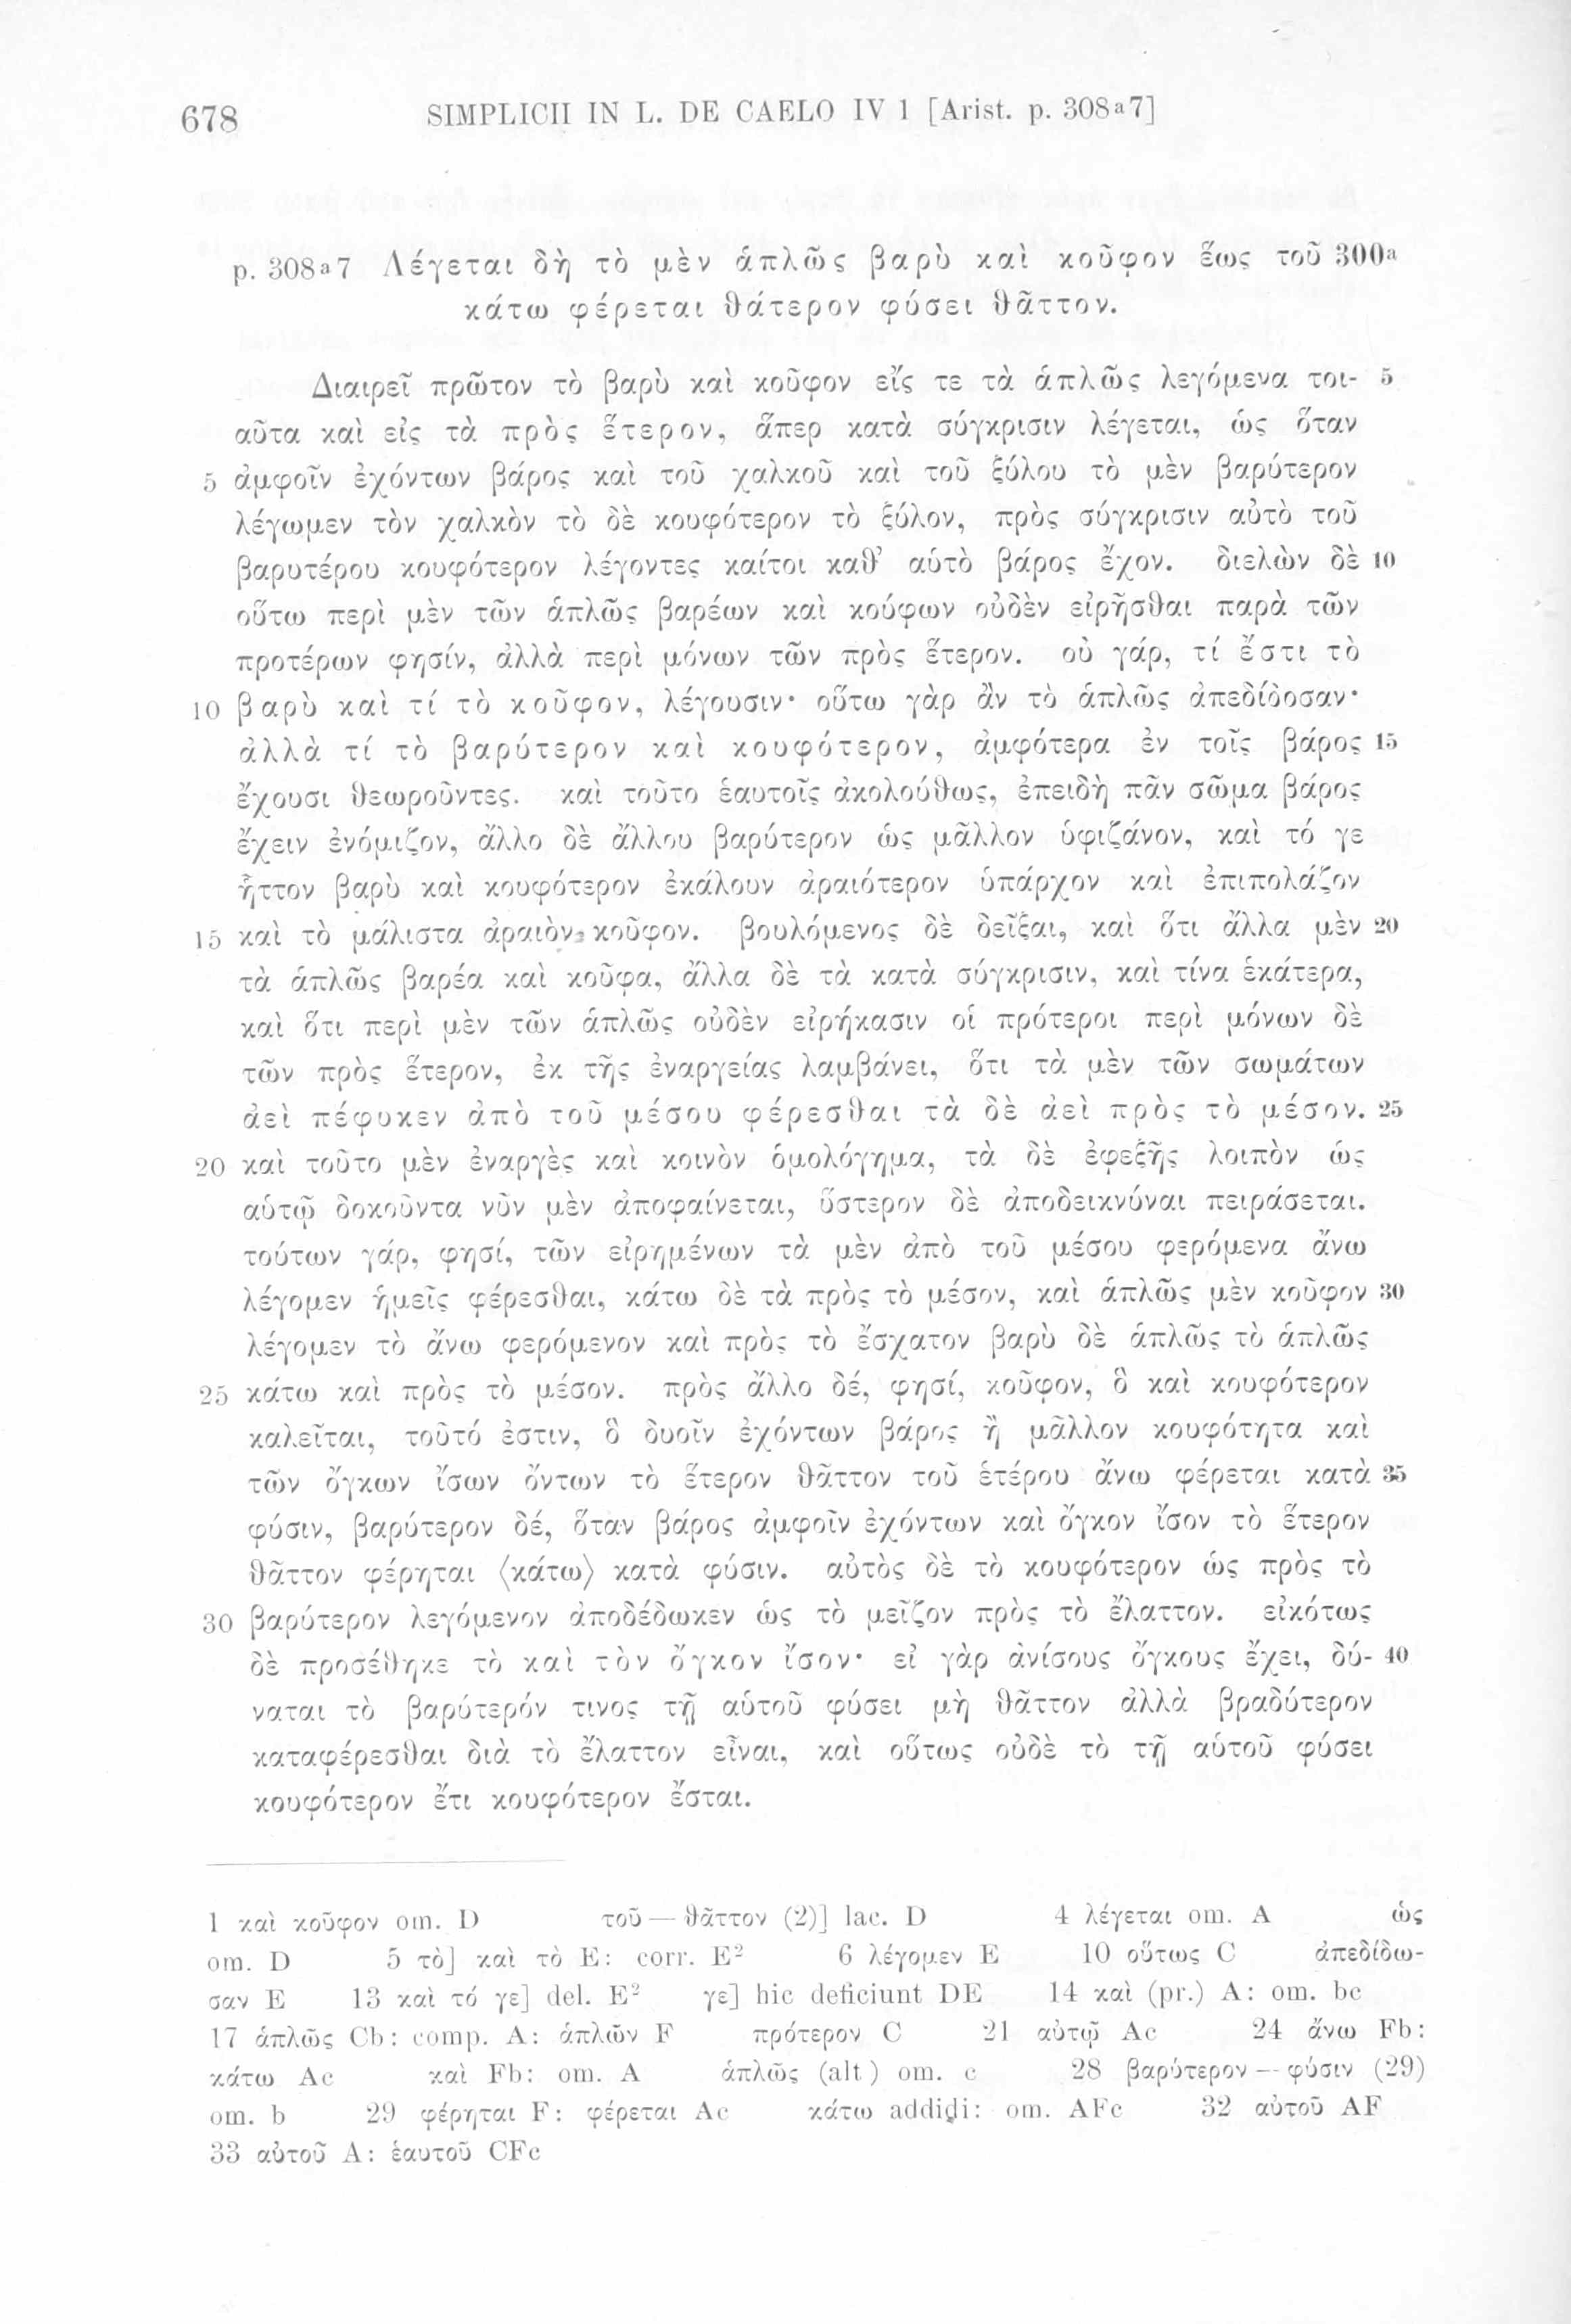 678 SIMPLICII IN L. DE CAELO IV 1 [Arist. p. 308a7]
p. 308a7 Λέγεται δὴ τὸ μὲν ἁπλῶς βαρὺ καὶ κοῦφον ἕως τοῦ 300a
κάτω φέρεται θάτερον φύσει θᾶττον.
Διαιρεῖ πρῶτον τὸ βαρὺ καὶ κοῦφον εἴς τε τὰ ἁπλῶς λεγόμενα τοι- 5
αῦτα καὶ εἰς τὰ πρὸς ἕτερον, ἅπερ κατὰ σύγκρισιν λέγεται, ὡς ὅταν
5 ἀμφοῖν ἐχόντων βάρος καὶ τοῦ χαλκοῦ καὶ τοῦ ξύλου τὸ μὲν βαρύτερον
λέγωμεν τὸν χαλκὸν τὸ δὲ κουφότερον τὸ ξύλον, πρὸς σύγκρισιν αὐτὸ τοῦ
βαρυτέρου κουφότερον λέγοντες καίτοι καθ’ αὑτὸ βάρος ἔχον. διελὼν δὲ 10
οὕτω περὶ μὲν τῶν ἁπλῶς βαρέων καὶ κούφων οὐδὲν εἰρῆσθαι παρὰ τῶν
προτέρων φησίν, ἀλλὰ περὶ μόνων τῶν πρὸς ἕτερον. οὐ γάρ, τί ἔστι τὸ
10 βαρὺ καὶ τί τὸ κοῦφον, λέγουσιν· οὕτω γὰρ ἂν τὸ ἁπλῶς ἀπεδίδοσαν·
ἀλλὰ τί τὸ βαρύτερον καὶ κουφότερον, ἀμφότερα ἐν τοῖς βάρος 15
ἔχουσι θεωροῦντες. καὶ τοῦτο ἑαυτοῖς ἀκολούθως, ἐπειδὴ πᾶν σῶμα βάρος
ἔχειν ἐνόμιζον, ἄλλο δὲ ἄλλου βαρύτερον ὡς μᾶλλον ὑφιζάνον, καὶ τό γε
ἧττον βαρὺ καὶ κουφότερον ἐκάλουν ἀραιότερον ὑπάρχον καὶ ἐπιπολάζον
15 καὶ τὸ μάλιστα ἀραιὸν κοῦφον. βουλόμενος δὲ δεῖξαι, καὶ ὅτι ἄλλα μὲν 20
τὰ ἁπλῶς βαρέα καὶ κοῦφα, ἄλλα δὲ τὰ κατὰ σύγκρισιν, καὶ τίνα ἑκάτερα,
καὶ ὅτι περὶ μὲν τῶν ἁπλῶς οὐδὲν εἰρήκασιν οἱ πρότεροι περὶ μόνων δὲ
τῶν πρὸς ἕτερον, ἐκ τῆς ἐναργείας λαμβάνει, ὅτι τὰ μὲν τῶν σωμάτων
ἀεὶ πέφυκεν ἀπὸ τοῦ μέσου φέρεσθαι τὰ δὲ ἀεὶ πρὸς τὸ μέσον. 25
20 καὶ τοῦτο μὲν ἐναργὲς καὶ κοινὸν ὁμολόγημα, τὰ δὲ ἐφεξῆς λοιπὸν ὡς
αὑτῷ δοκοῦντα νῦν μὲν ἀποφαίνεται, ὕστερον δὲ ἀποδεικνύναι πειράσεται.
τούτων γάρ, φησί, τῶν εἰρημένων τὰ μὲν ἀπὸ τοῦ μέσου φερόμενα ἄνω
λέγομεν ἡμεῖς φέρεσθαι, κάτω δὲ τὰ πρὸς τὸ μέσον, καὶ ἁπλῶς μὲν κοῦφον 30
λέγομεν τὸ ἄνω φερόμενον καὶ πρὸς τὸ ἔσχατον βαρὺ δὲ ἁπλῶς τὸ ἁπλῶς
25 κάτω καὶ πρὸς τὸ μέσον. πρὸς ἄλλο δέ, φησί, κοῦφον, ὃ καὶ κουφότερον
καλεῖται, τοῦτό ἐστιν, ὃ δυοῖν ἐχόντων βάρος ἢ μᾶλλον κουφότητα καὶ
τῶν ὄγκων ἴσων ὄντων τὸ ἕτερον θᾶττον τοῦ ἑτέρου ἄνω φέρεται κατὰ 35
φύσιν, βαρύτερον δέ, ὅταν βάρος ἀμφοῖν ἐχόντων καὶ ὄγκον ἴσον τὸ ἕτερον
θᾶττον φέρηται ⟨κάτω⟩ κατὰ φύσιν. αὐτὸς δὲ τὸ κουφότερον ὡς πρὸς τὸ
30 βαρύτερον λεγόμενον ἀποδέδωκεν ὡς τὸ μεῖζον πρὸς τὸ ἔλαττον. εἰκότως
δὲ προσέθηκε τὸ καὶ τὸν ὄγκον ἴσον· εἰ γὰρ ἀνίσους ὄγκους ἔχει, δύ- 40
ναται τὸ βαρύτερόν τινος τῇ αὑτοῦ φύσει μὴ θᾶττον ἀλλὰ βραδύτερον
καταφέρεσθαι διὰ τὸ ἔλαττον εἶναι, καὶ οὕτως οὐδὲ τὸ τῇ αὑτοῦ φύσει
κουφότερον ἔτι κουφότερον ἔσται.
1 καὶ κοῦφον om. D τοῦ — θᾶττον (2)] lac. D 4 λέγεται om. A ὡς
om. D 5 τὸ] καὶ τὸ E: corr. E² 6 λέγομεν E 10 οὕτως C ἀπεδίδω-
σαν E 13 καὶ τό γε] del. E² γε] hic deficiunt DE 14 καὶ (pr.) A: om. bc
17 ἁπλῶς Cb: comp. A: ἁπλῶν F πρότερον C 21 αὐτῷ Ac 24 ἄνω Fb:
κάτω Ac καὶ Fb: om. A ἁπλῶς (alt) om. c 28 βαρύτερον — φύσιν (29)
om. b 29 φέρηται F: φέρεται Ac κάτω addidi: om. AFc 32 αὐτοῦ AF
33 αὐτοῦ A: ἑαυτοῦ CFc